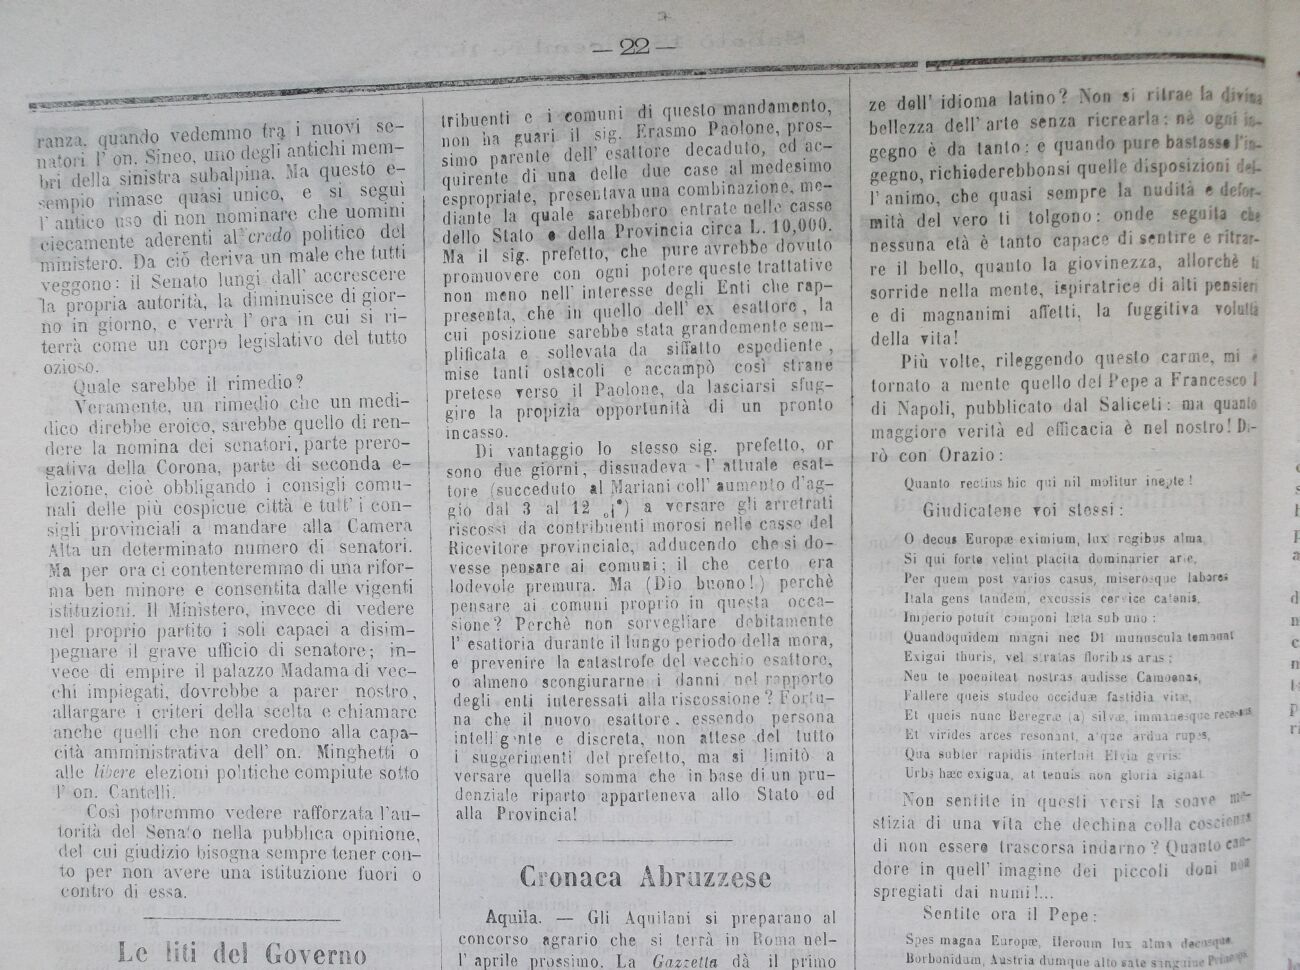 — 22 —
ranza, quando vedemmo tra i nuovi se-
natori l' on. Sineo, uno degli antichi mem-
bri della sinistra subalpina. Ma questo e-
sempio rimase quasi unico, e si seguì
l' antico uso di non nominare che uomini
ciecamente aderenti al credo politico del
ministero. Da ciò deriva un male che tutti
veggono: il Senato lungi dall' accrescere
la propria autorità, la diminuisce di gior-
no in giorno, e verrà l' ora in cui si ri-
terrà come un corpo legislativo del tutto
ozioso.
Quale sarebbe il rimedio?
Veramente, un rimedio che un medi-
dico direbbe eroico, sarebbe quello di ren-
dere la nomina dei senatori, parte prero-
gativa della Corona, parte di seconda e-
lezione, cioè obbligando i consigli comu-
nali delle più cospicue città e tutt' i con-
sigli provinciali a mandare alla Camera
Alta un determinato numero di senatori.
Ma per ora ci contenteremmo di una rifor-
ma ben minore e consentita dalle vigenti
istituzioni. Il Ministero, invece di vedere
nel proprio partito i soli capaci a disim-
pegnare il grave ufficio di senatore; in-
vece di empire il palazzo Madama di vec-
chi impiegati, dovrebbe a parer nostro,
allargare i criteri della scelta e chiamare
anche quelli che non credono alla capa-
cità amministrativa dell' on. Minghetti o
alle libere elezioni politiche compiute sotto
l' on. Cantelli.
Così potremmo vedere rafforzata l'au-
torità del Senato nella pubblica opinione,
del cui giudizio bisogna sempre tener con-
to per non avere una istituzione fuori o
contro di essa.
Le liti del Governo
tribuenti e i comuni di questo mandamento,
non ha guari il sig. Erasmo Paolone, pros-
simo parente dell' esattore decaduto, ed ac-
quirente di una delle due case al medesimo
espropriate, presentava una combinazione, me-
diante la quale sarebbero entrate nelle casse
dello Stato e della Provincia circa L. 10,000.
Ma il sig. prefetto, che pure avrebbe dovuto
promuovere con ogni potere queste trattative
non meno nell' interesse degli Enti che rap-
presenta, che in quello dell' ex esattore, la
cui posizione sarebbe stata grandemente sem-
plificata e sollevata da siffatto espediente,
mise tanti ostacoli e accampò così strane
pretese verso il Paolone, da lasciarsi sfug-
gire la propizia opportunità di un pronto
incasso.
Di vantaggio lo stesso sig. prefetto, or
sono due giorni, dissuadeva l' attuale esat-
tore (succeduto al Mariani coll' aumento d'ag-
gio dal 3 al 12 °|°) a versare gli arretrati
riscossi da contribuenti morosi nelle casse del
Ricevitore provinciale, adducendo che si do-
vesse pensare ai comuni; il che certo era
lodevole premura. Ma (Dio buono!) perchè
pensare ai comuni proprio in questa occa-
sione? Perchè non sorvegliare debitamente
l' esattoria durante il lungo periodo della mora,
e prevenire la catastrofe del vecchio esattore,
o almeno scongiurarne i danni nel rapporto
degli enti interessati alla riscossione? Fortu-
na che il nuovo esattore, essendo persona
intelligente e discreta, non attese del tutto
i suggerimenti del prefetto, ma si limitò a
versare quella somma che in base di un pru-
denziale riparto apparteneva allo Stato ed
alla Provincia!
Cronaca Abruzzese
Aquila. — Gli Aquilani si preparano al
concorso agrario che si terrà in Roma nel-
l' aprile prossimo. La Gazzetta dà il primo
ze dell' idioma latino? Non si ritrae la divina
bellezza dell' arte senza ricrearla: nè ogni in-
gegno è da tanto: e quando pure bastasse l'in-
gegno, richiederebbonsi quelle disposizioni del-
l'animo, che quasi sempre la nudità e defor-
mità del vero ti tolgono: onde seguita che
nessuna età è tanto capace di sentire e ritrar-
re il bello, quanto la giovinezza, allorchè ti
sorride nella mente, ispiratrice di alti pensieri
e di magnanimi affetti, la fuggitiva voluttà
della vita!
Più volte, rileggendo questo carme, mi è
tornato a mente quello del Pepe a Francesco I
di Napoli, pubblicato dal Saliceti: ma quanto
maggiore verità ed efficacia è nel nostro! Di-
rò con Orazio:
Quanto rectius hic qui nil molitur inepte!
Giudicatene voi stessi:
O decus Europæ eximium, lux regibus alma,
Si qui forte velint placita dominarier arte,
Per quem post varios casus, miserosque labores
Itala gens tandem, excussis cervice catenis,
Imperio potuit componi læta sub uno:
Quandoquidem magni nec Di munuscula temnunt
Exigui thuris, vel stratas floribus aras;
Neu te poeniteat nostras audisse Camoenas,
Fallere queis studeo occiduæ fastidia vitæ,
Et queis nunc Beregræ (a) silvæ, immanesque recessus
Et virides arces resonant, atque ardua rupes,
Qua subter rapidis interluit Elvia gyris
Urbs hæc exigua, at tenuis non gloria signat.
Non sentite in questi versi la soave me-
stizia di una vita che dechina colla coscienza
di non essere trascorsa indarno? Quanto can-
dore in quell' imagine dei piccoli doni non
spregiati dai numi!...
Sentite ora il Pepe:
Spes magna Europæ, Heroum lux alma decusque,
Borbonidum, Austria dumque alto sate sanguine